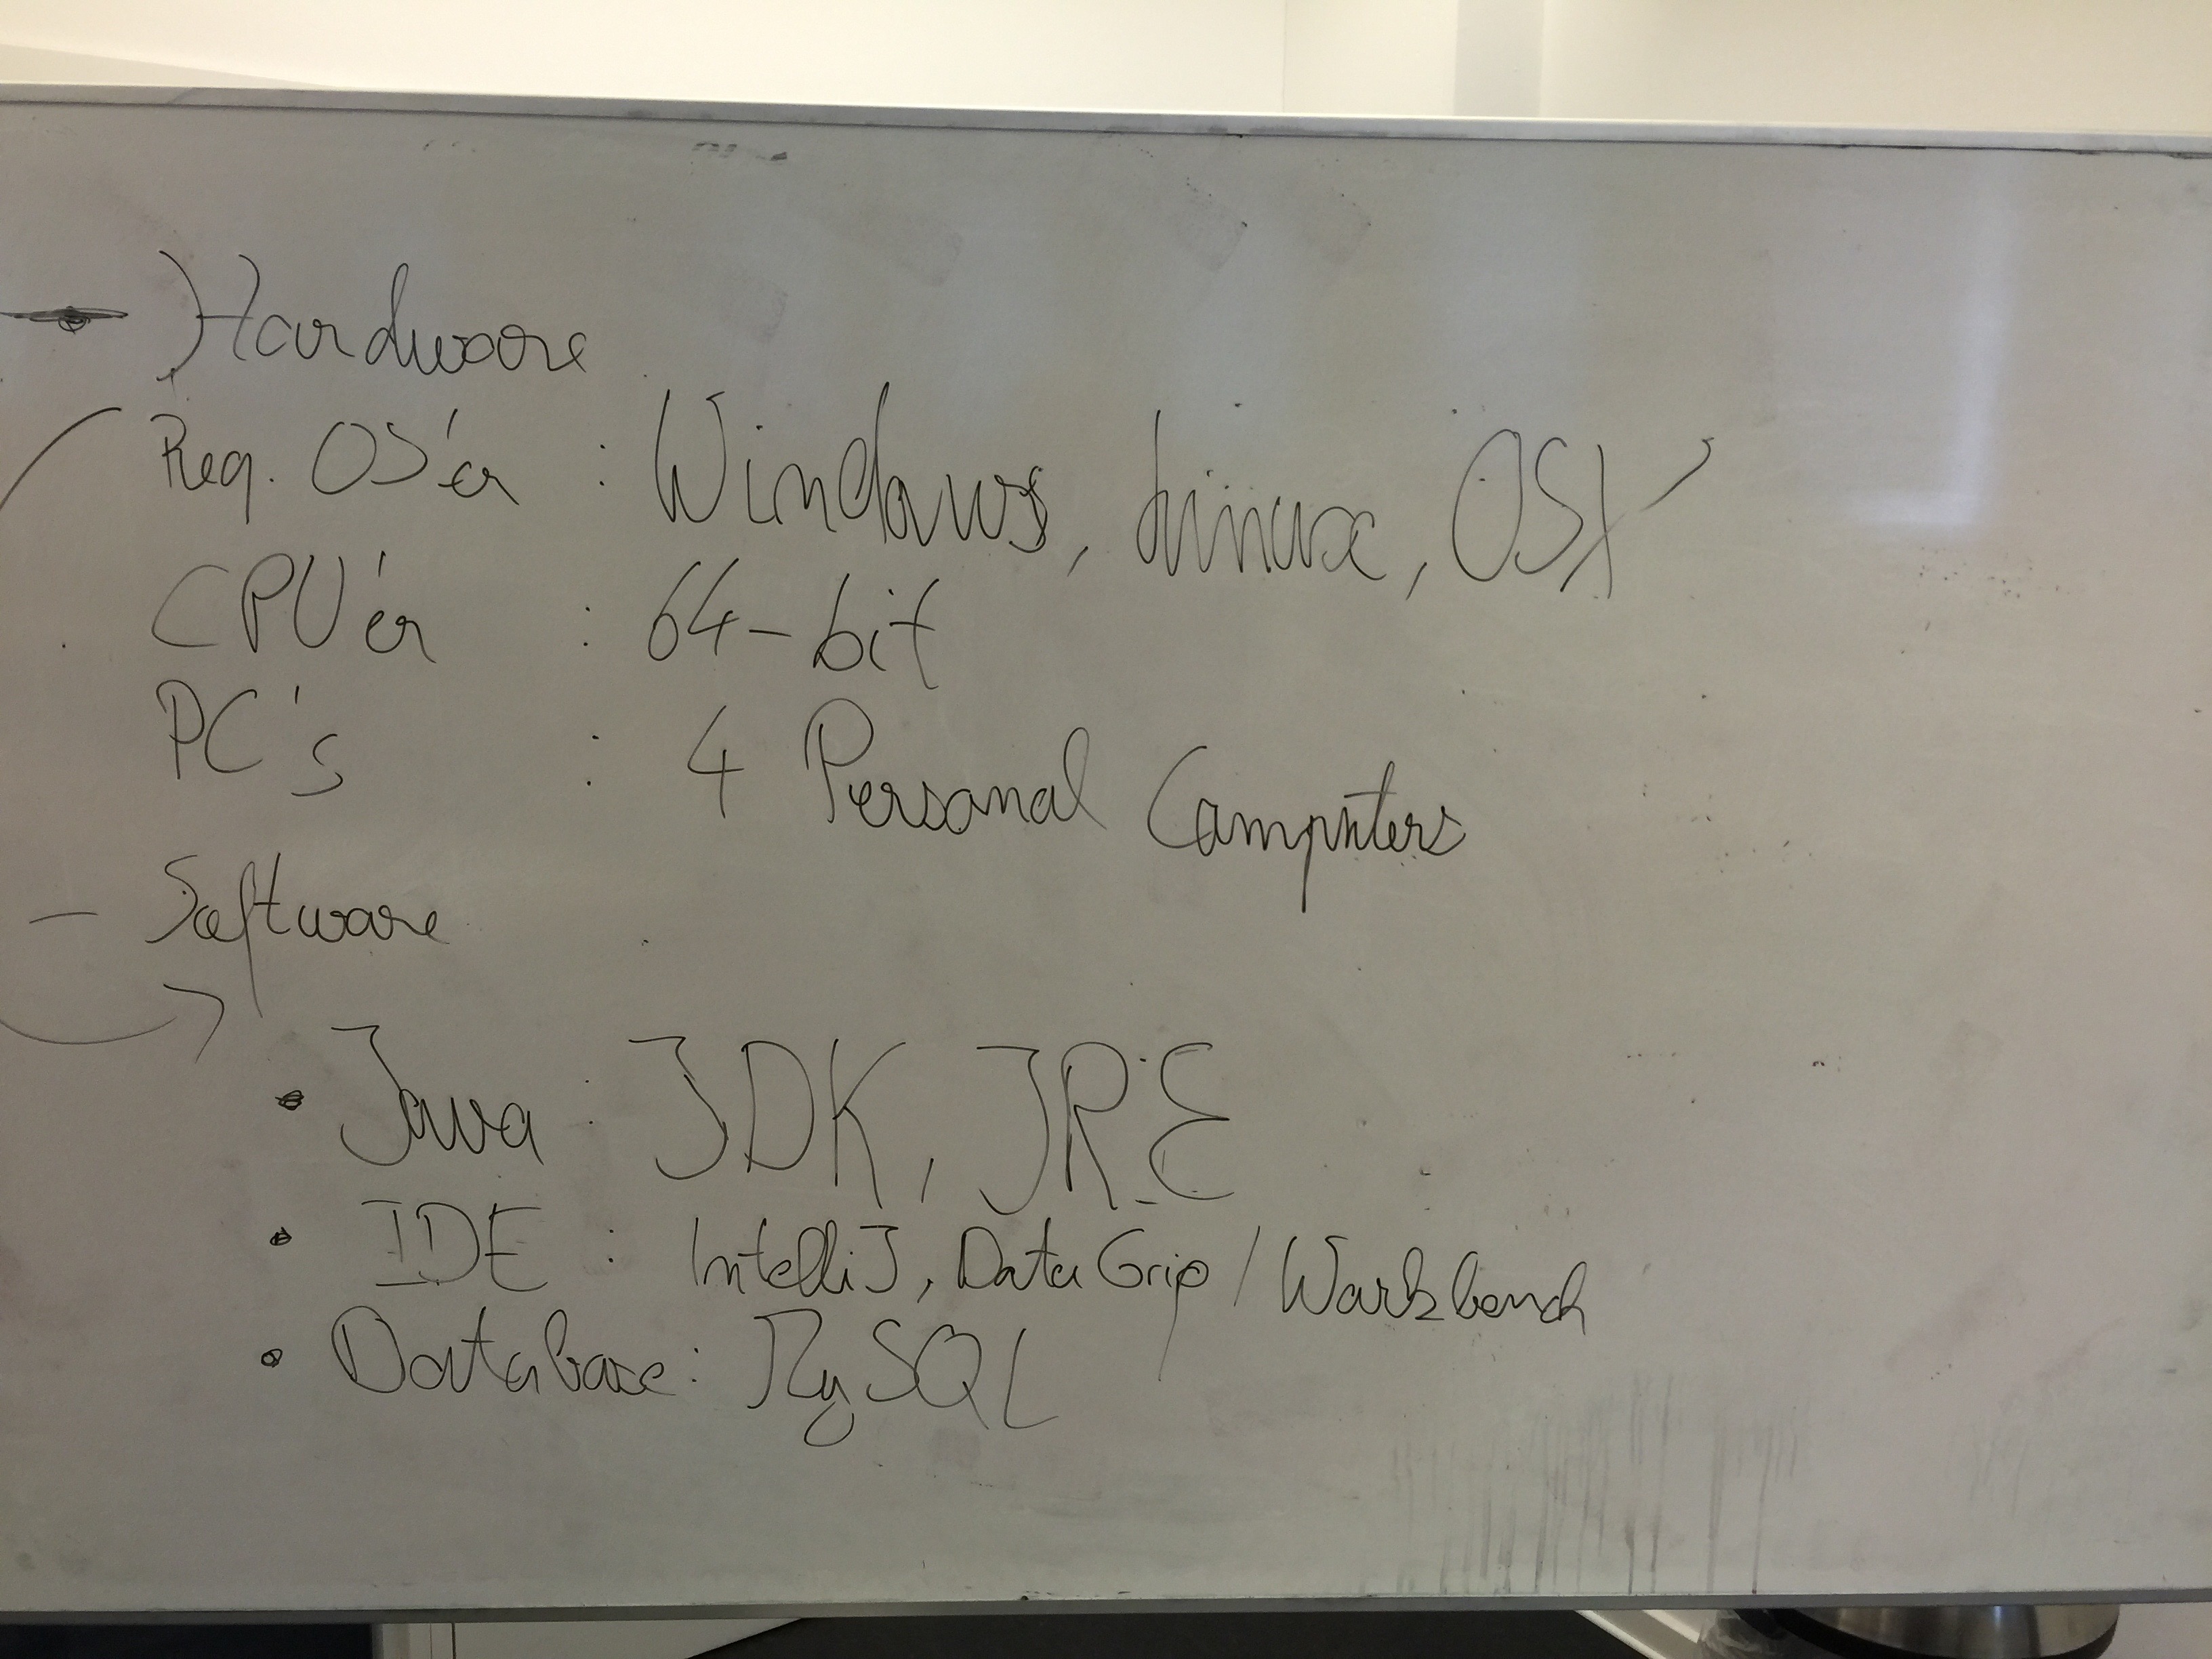 - Hardware
Req. OS'er : Windows, Linux, OSX
CPU'er : 64-bit
PC's : 4 Personal Computers
- Software
• Java : JDK, JRE
• IDE : IntelliJ, DataGrip / Workbench
• Database: MySQL